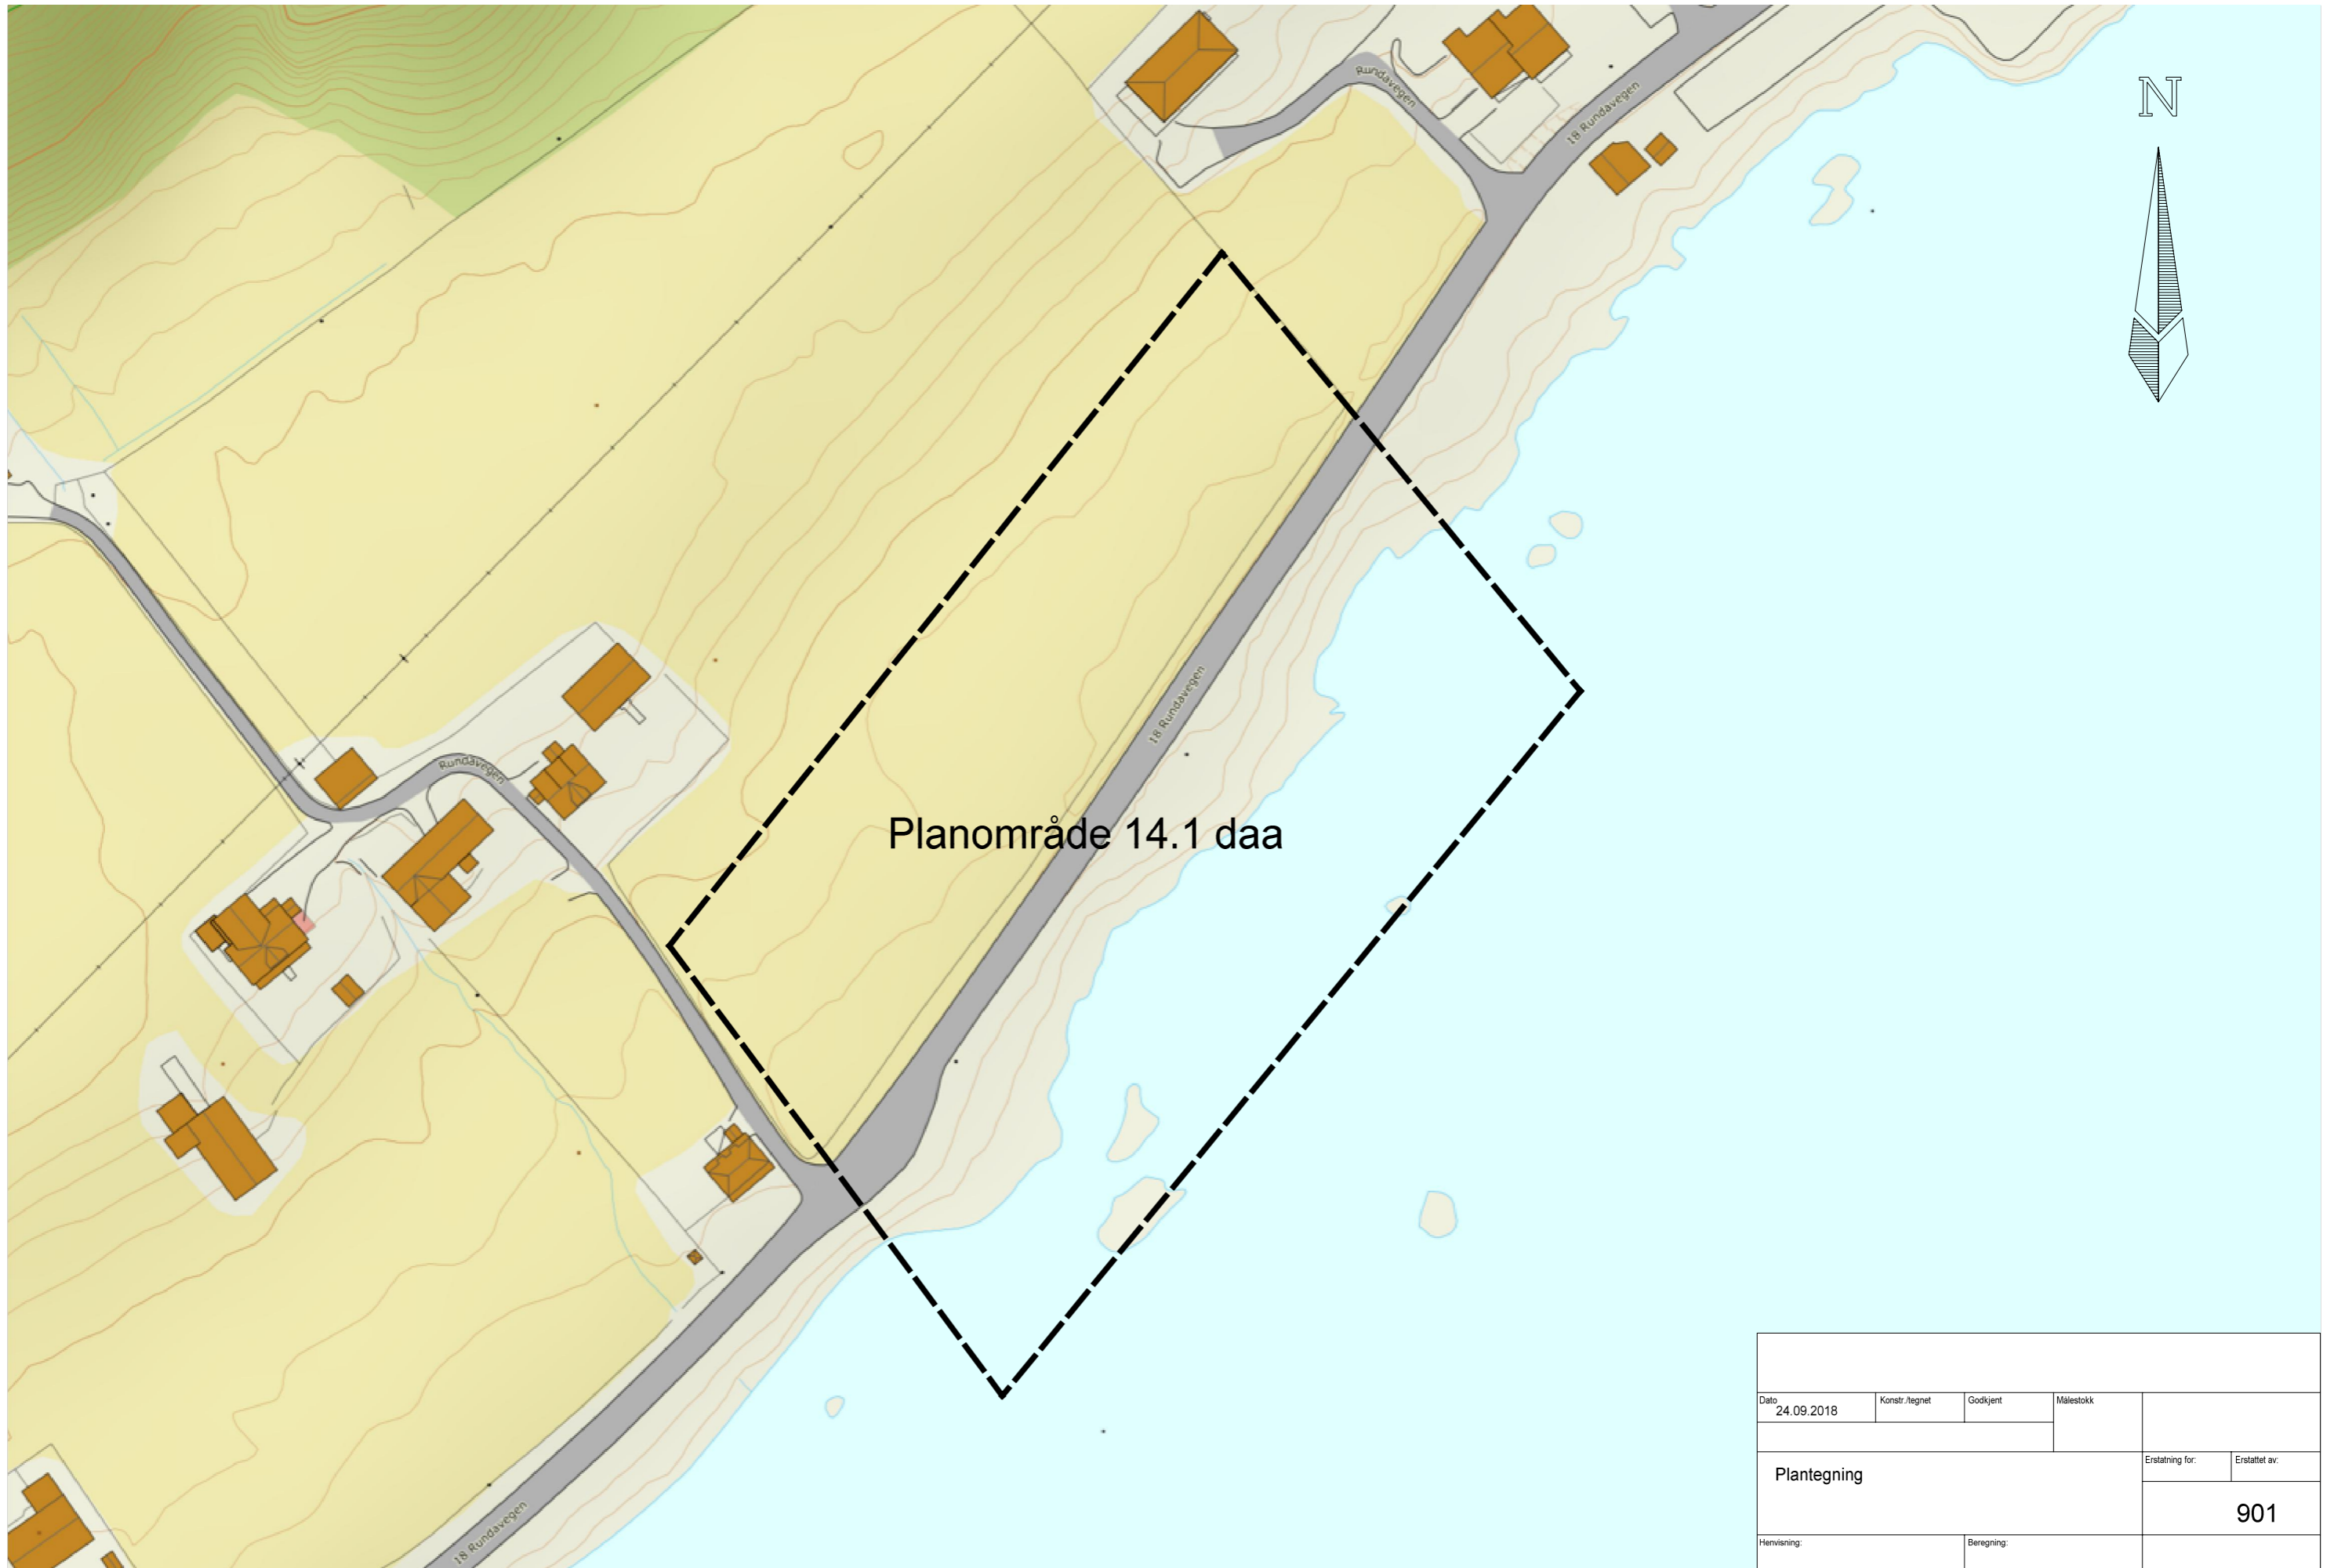 Rundavegen
18 Rundavegen
N
18 Rundavegen
Rundavegen
Planområde 14.1 daa
18 Rundavegen
Dato
24.09.2018
Konstr./tegnet
Godkjent
Målestokk
Plantegning
Erstatning for:
Erstattet av:
901
Henvisning:
Beregning: